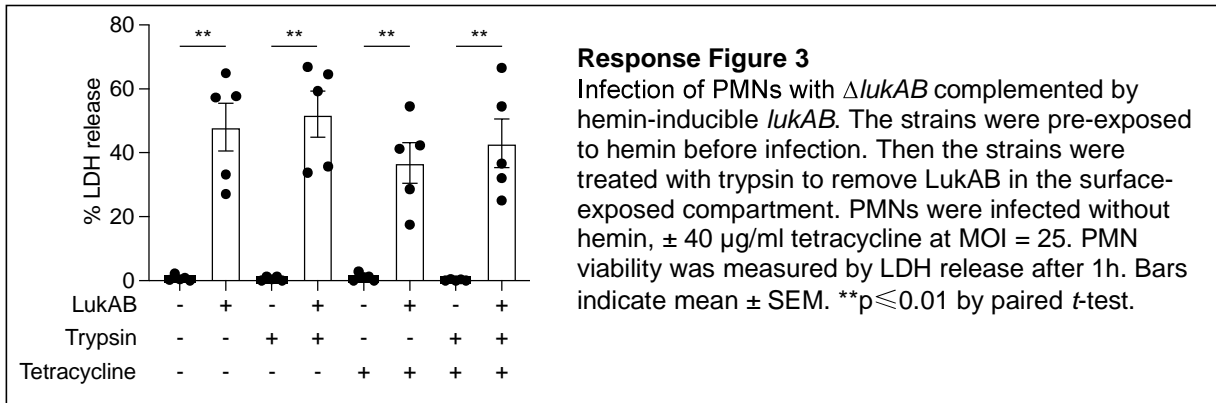 80
60
40
20
0
% LDH release
** ** ** **
LukAB - + - + - + - +
Trypsin - - + + - - + +
Tetracycline - - - - + + + +
Response Figure 3
Infection of PMNs with ΔlukAB complemented by
hemin-inducible lukAB. The strains were pre-exposed
to hemin before infection. Then the strains were
treated with trypsin to remove LukAB in the surface-
exposed compartment. PMNs were infected without
hemin, ± 40 µg/ml tetracycline at MOI = 25. PMN
viability was measured by LDH release after 1h. Bars
indicate mean ± SEM. **p≤0.01 by paired t-test.